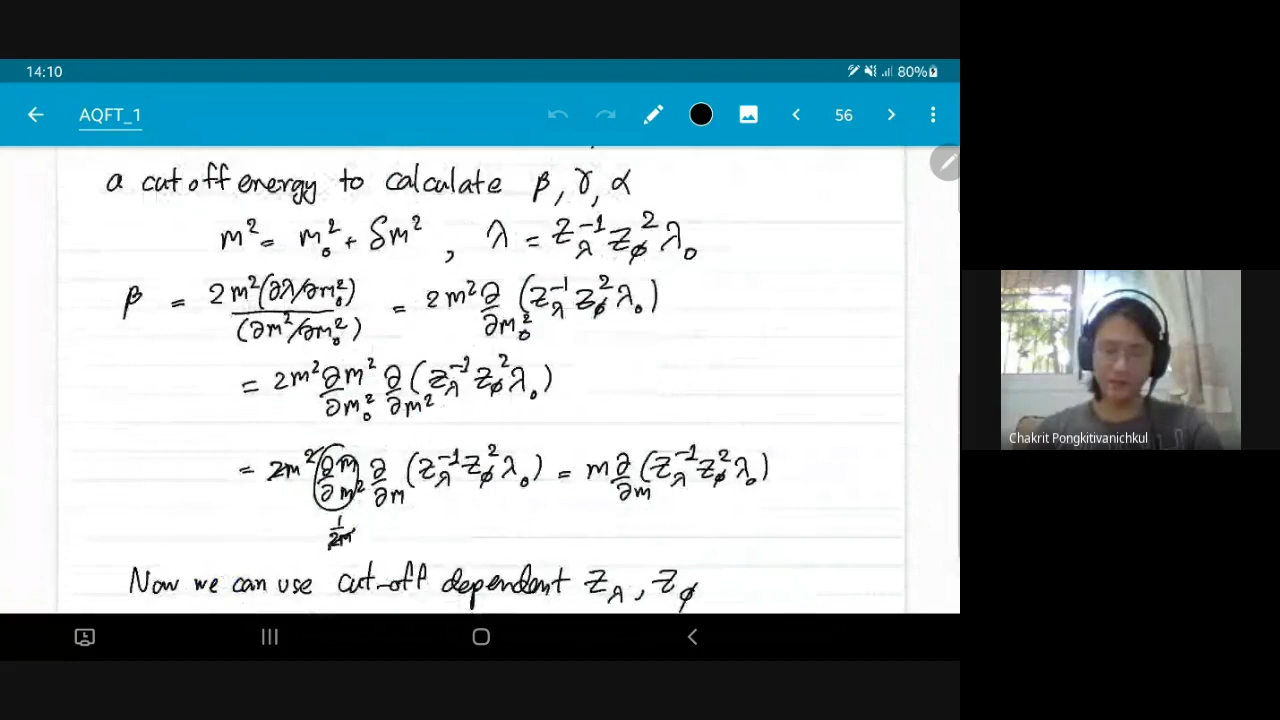 14:10
80%
AQFT_1
56
a cut off energy to calculate β, γ, α
m² = m₀² + δm² , λ = Z_λ⁻¹ Z_φ² λ₀
β = 2m² (∂λ/∂m₀²) / (∂m²/∂m₀²) = 2m² ∂/∂m₀² (Z_λ⁻¹ Z_φ² λ₀)
= 2m² ∂m²/∂m₀² ∂/∂m² (Z_λ⁻¹ Z_φ² λ₀)
= 2m² (∂m/∂m²) ∂/∂m (Z_λ⁻¹ Z_φ² λ₀) = m ∂/∂m (Z_λ⁻¹ Z_φ² λ₀)
1/2m
Now we can use cut-off dependent Z_λ, Z_φ
Chakrit Pongkitivanichkul